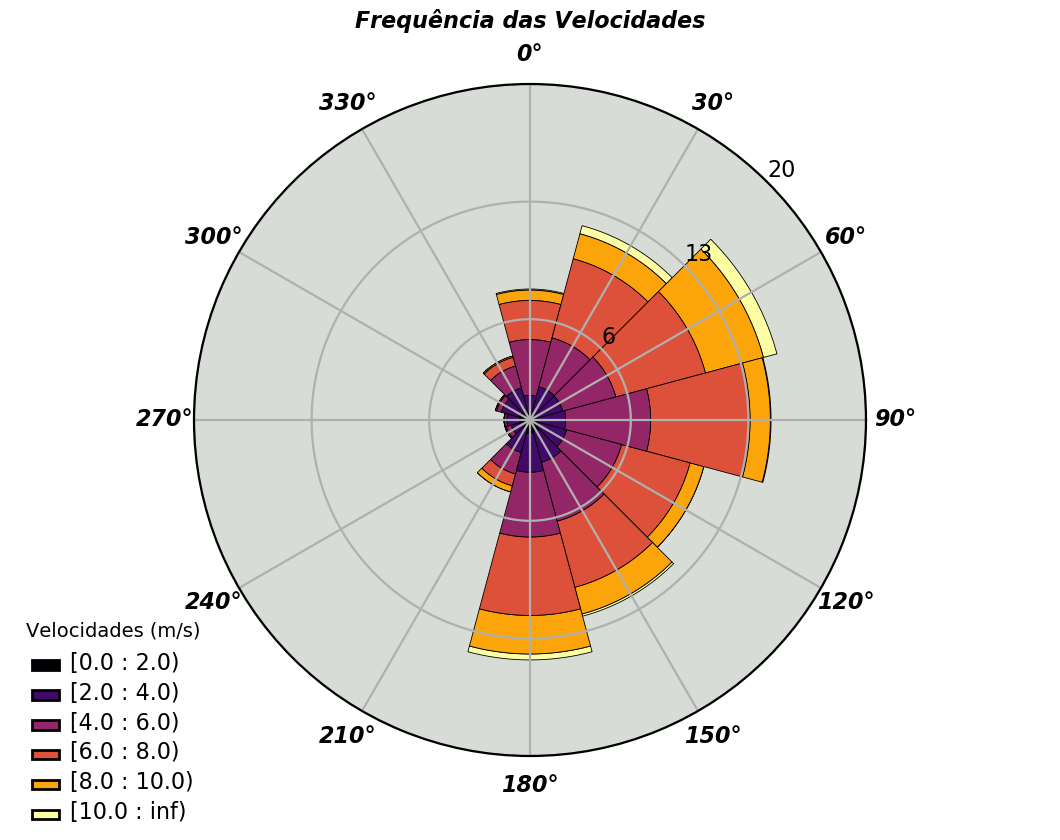 Frequência das Velocidades
0°
330°
30°
20
300°
60°
13
6
270°
90°
240°
120°
Velocidades (m/s)
[0.0 : 2.0)
[2.0 : 4.0)
[4.0 : 6.0)
[6.0 : 8.0)
[8.0 : 10.0)
[10.0 : inf)
210°
150°
180°